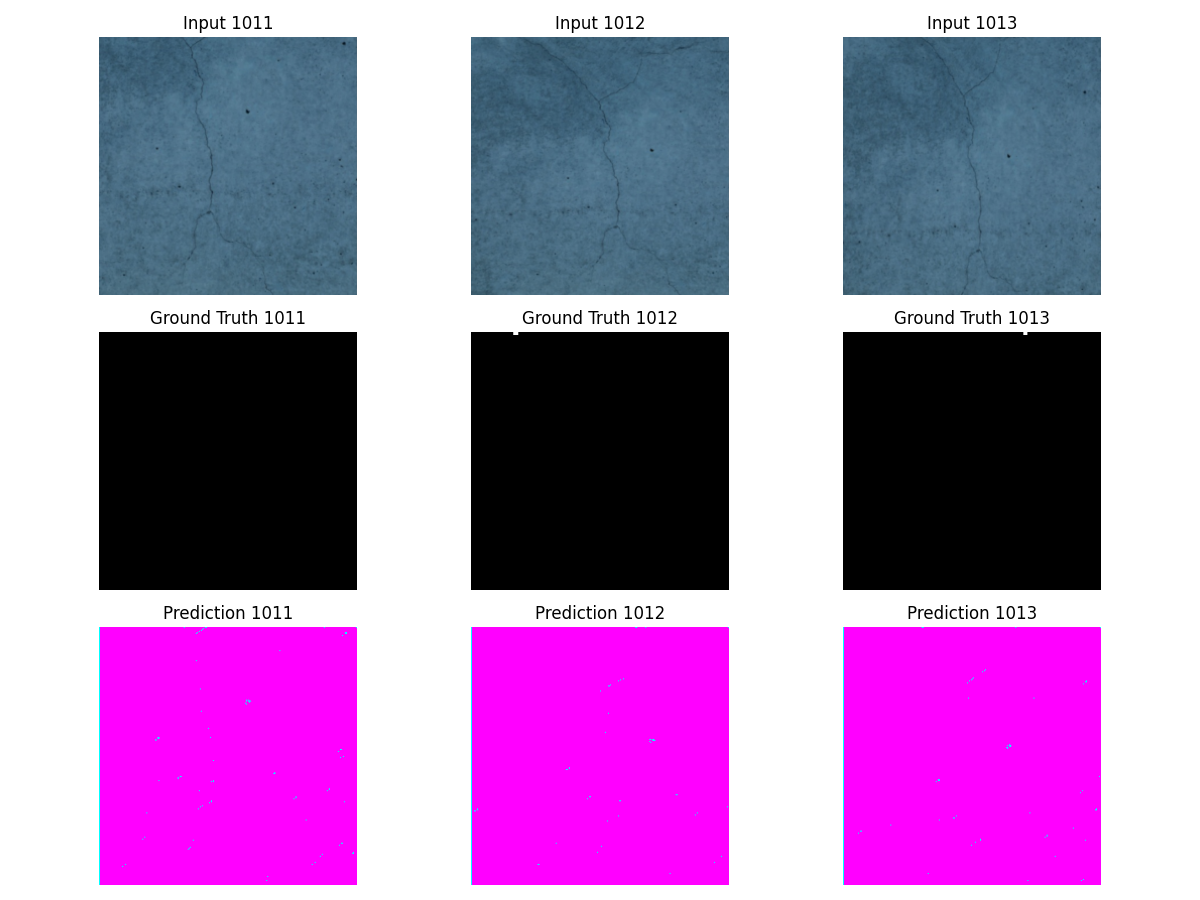 Input 1011
Input 1012
Input 1013
Ground Truth 1011
Ground Truth 1012
Ground Truth 1013
Prediction 1011
Prediction 1012
Prediction 1013